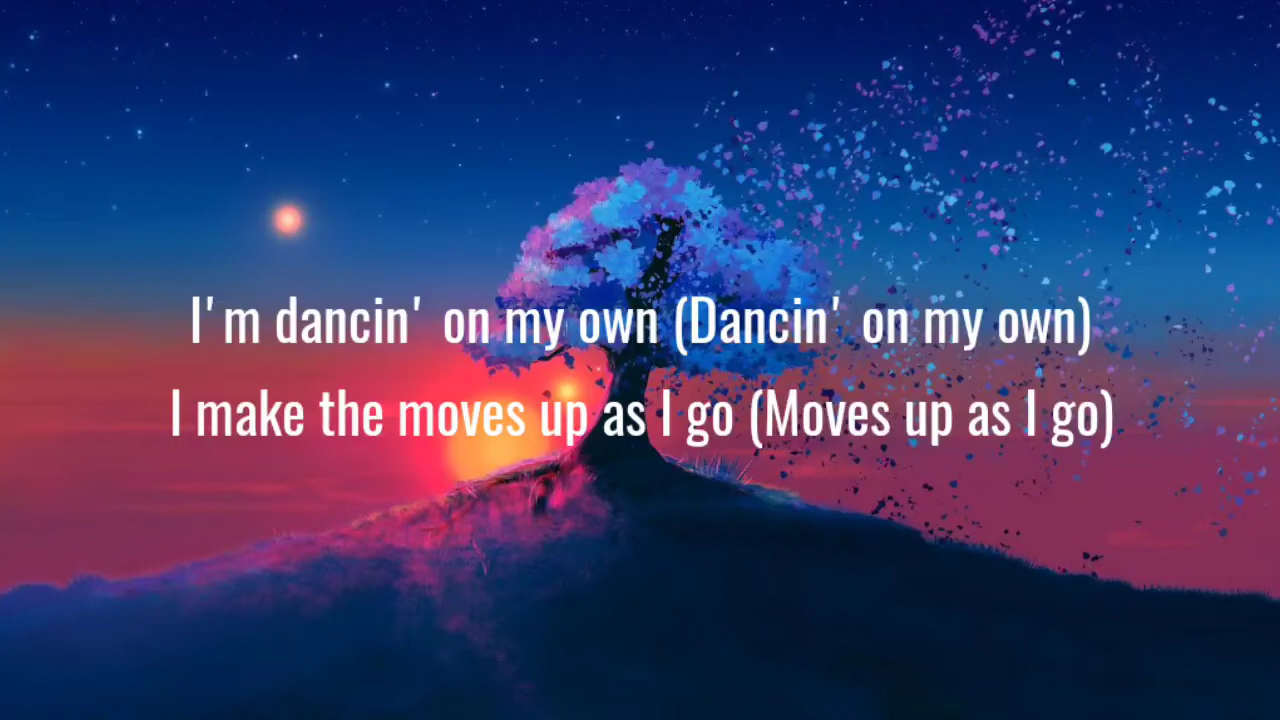 I'm dancin' on my own (Dancin' on my own)
I make the moves up as I go (Moves up as I go)